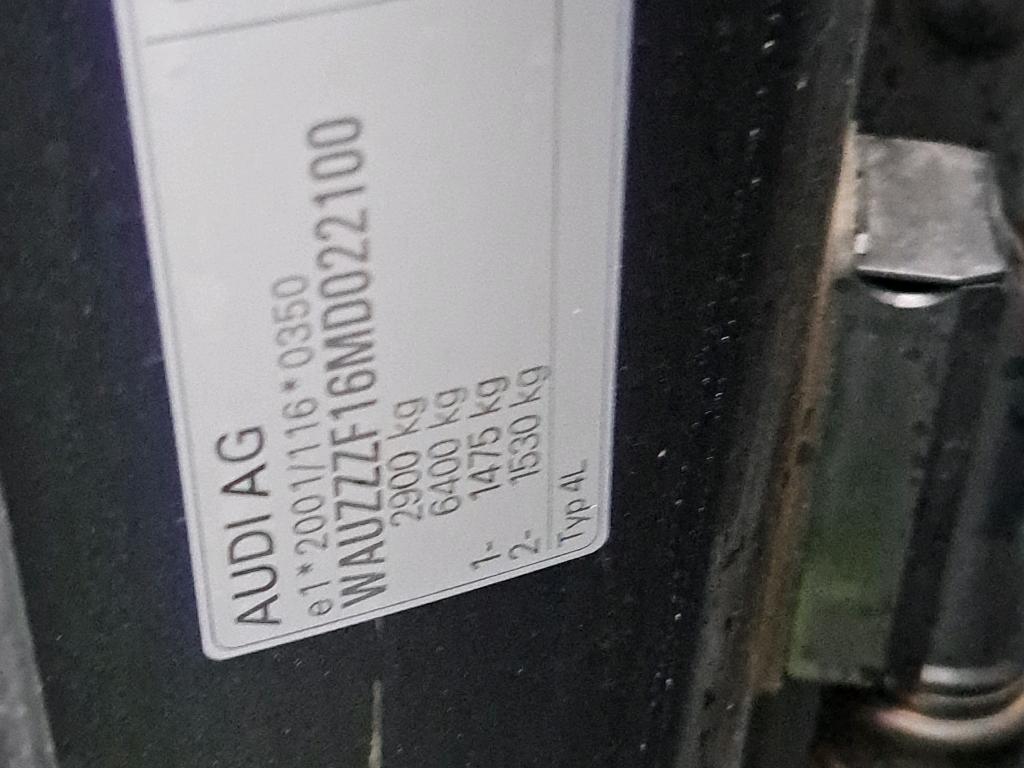 AUDI AG
e1*2001/116*0350
WAUZZZF16MD022100
2900 kg
6400 kg
1- 1475 kg
2- 1530 kg
Typ 4L